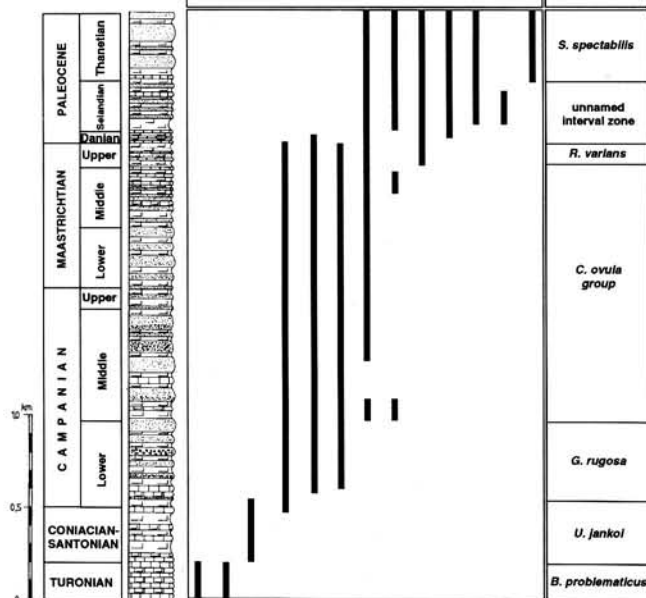 PALEOCENE
Thanetian
Selandian
Danian
MAASTRICHTIAN
Upper
Middle
Lower
CAMPANIAN
Upper
Middle
Lower
CONIACIAN-
SANTONIAN
TURONIAN
km
0,5
S. spectabilis
unnamed
interval zone
R. varians
C. ovula
group
G. rugosa
U. jankoi
B. problematicus